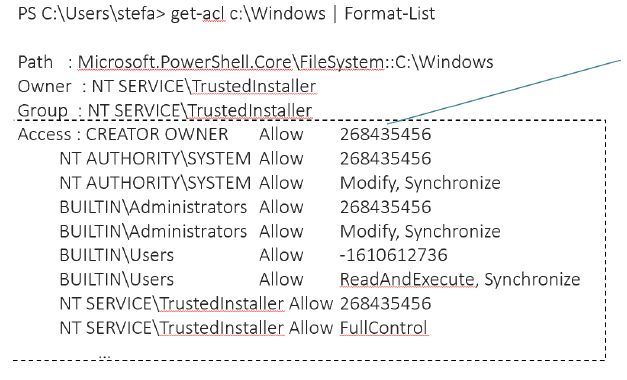 PS C:\Users\stefa> get-acl c:\Windows | Format-List
Path : Microsoft.PowerShell.Core\FileSystem::C:\Windows
Owner : NT SERVICE\TrustedInstaller
Group : NT SERVICE\TrustedInstaller
Access : CREATOR OWNER Allow 268435456
NT AUTHORITY\SYSTEM Allow 268435456
NT AUTHORITY\SYSTEM Allow Modify, Synchronize
BUILTIN\Administrators Allow 268435456
BUILTIN\Administrators Allow Modify, Synchronize
BUILTIN\Users Allow -1610612736
BUILTIN\Users Allow ReadAndExecute, Synchronize
NT SERVICE\TrustedInstaller Allow 268435456
NT SERVICE\TrustedInstaller Allow FullControl
...